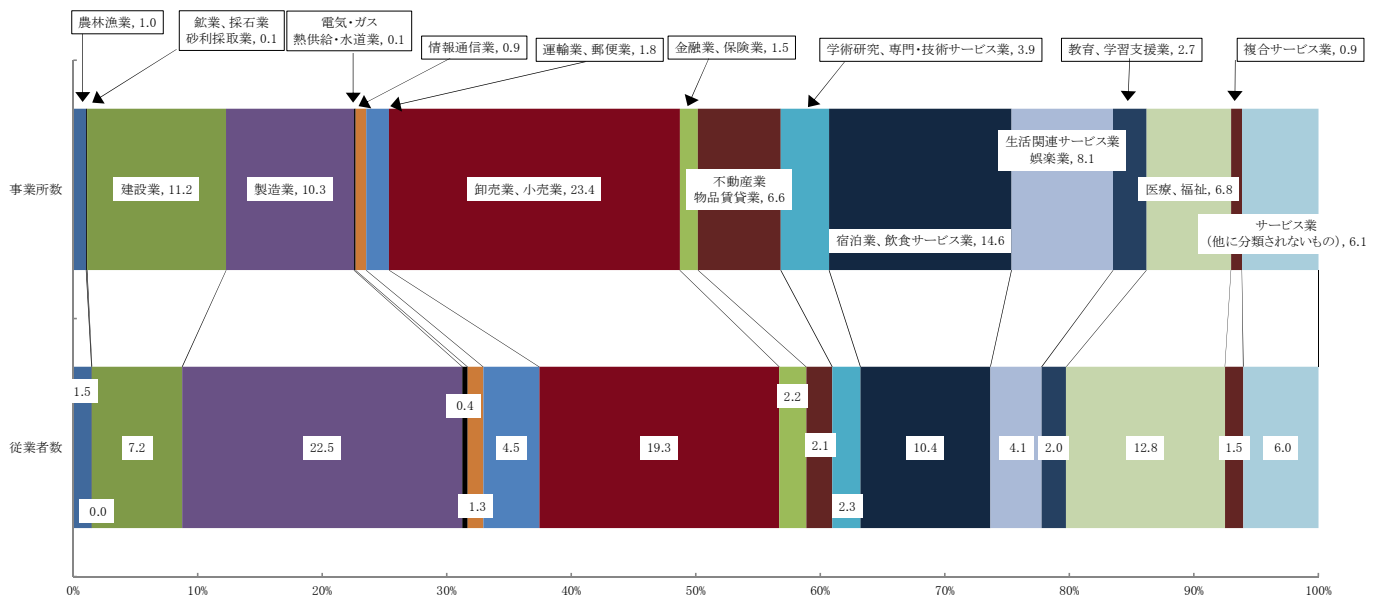 農林漁業, 1.0
鉱業、採石業
砂利採取業, 0.1
電気・ガス
熱供給・水道業, 0.1
情報通信業, 0.9
運輸業、郵便業, 1.8
金融業、保険業, 1.5
学術研究、専門・技術サービス業, 3.9
教育、学習支援業, 2.7
複合サービス業, 0.9
事業所数
建設業, 11.2
製造業, 10.3
卸売業、小売業, 23.4
不動産業
物品賃貸業, 6.6
宿泊業、飲食サービス業, 14.6
生活関連サービス業
娯楽業, 8.1
医療、福祉, 6.8
サービス業
（他に分類されないもの）, 6.1
従業者数
1.5
0.0
7.2
22.5
0.4
1.3
4.5
19.3
2.2
2.1
2.3
10.4
4.1
2.0
12.8
1.5
6.0
0%
10%
20%
30%
40%
50%
60%
70%
80%
90%
100%